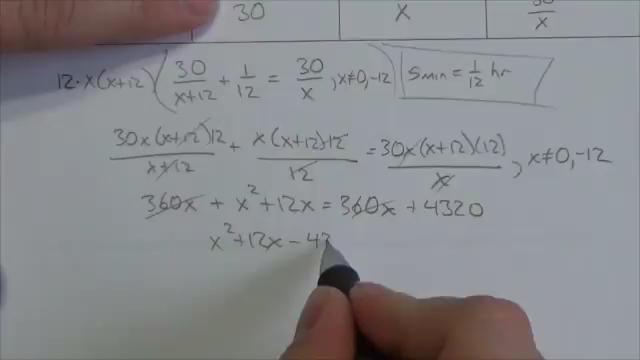 30 x 30/x
12·x(x+12)(30/(x+12) + 1/12 = 30/x, x≠0,-12) 5min = 1/12 hr
30x(x+12)12/(x+12) + x(x+12)12/12 = 30x(x+12)(12)/x, x≠0,-12
360x + x² + 12x = 360x + 4320
x² + 12x - 43